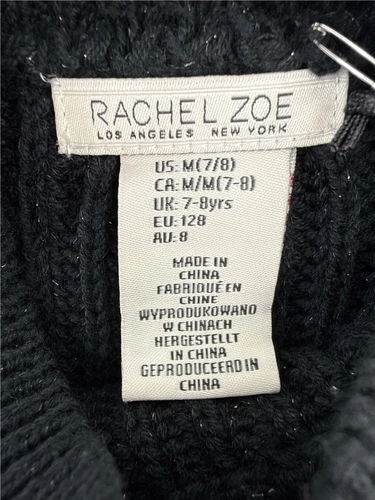 RACHEL ZOE
LOS ANGELES NEW YORK
US: M(7/8)
CA: M/M(7-8)
UK: 7-8yrs
EU: 128
AU: 8
MADE IN
CHINA
FABRIQUÉ EN
CHINE
WYPRODUKOWANO
W CHINACH
HERGESTELLT
IN CHINA
GEPRODUCEERD IN
CHINA